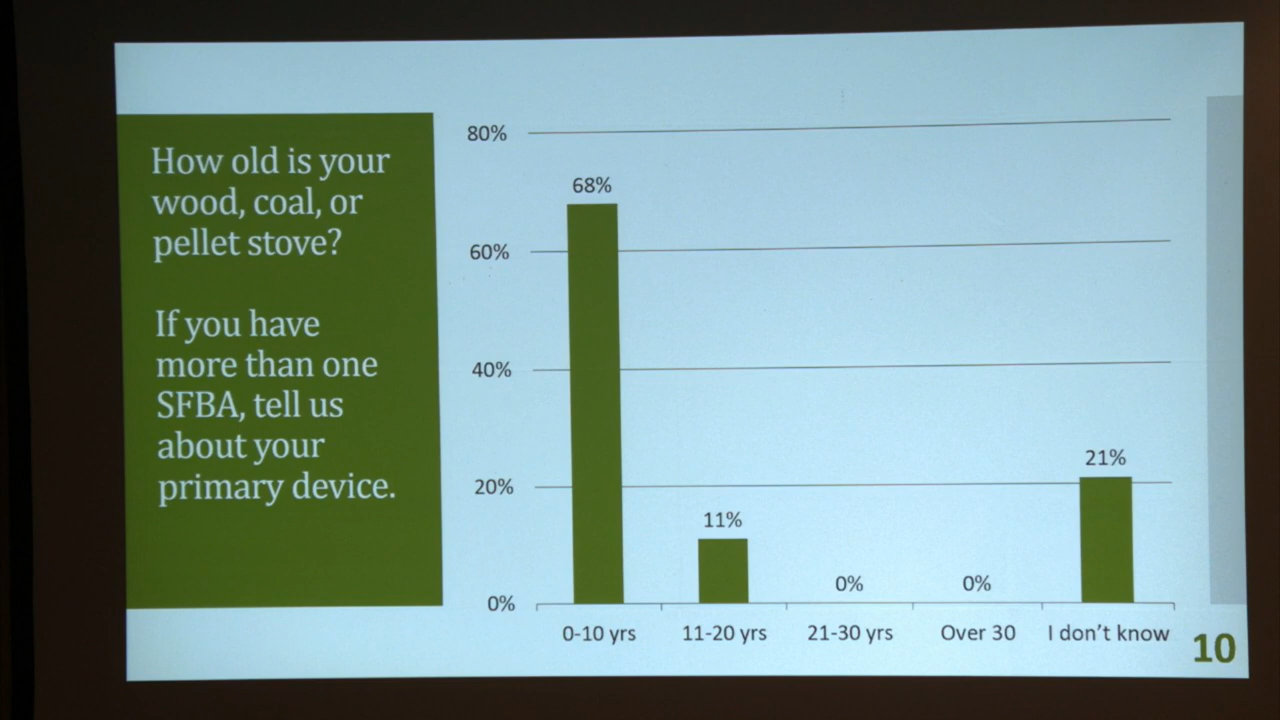 How old is your
wood, coal, or
pellet stove?
If you have
more than one
SFBA, tell us
about your
primary device.
80%
60%
40%
20%
0%
68%
11%
0%
0%
21%
0-10 yrs
11-20 yrs
21-30 yrs
Over 30
I don't know
10